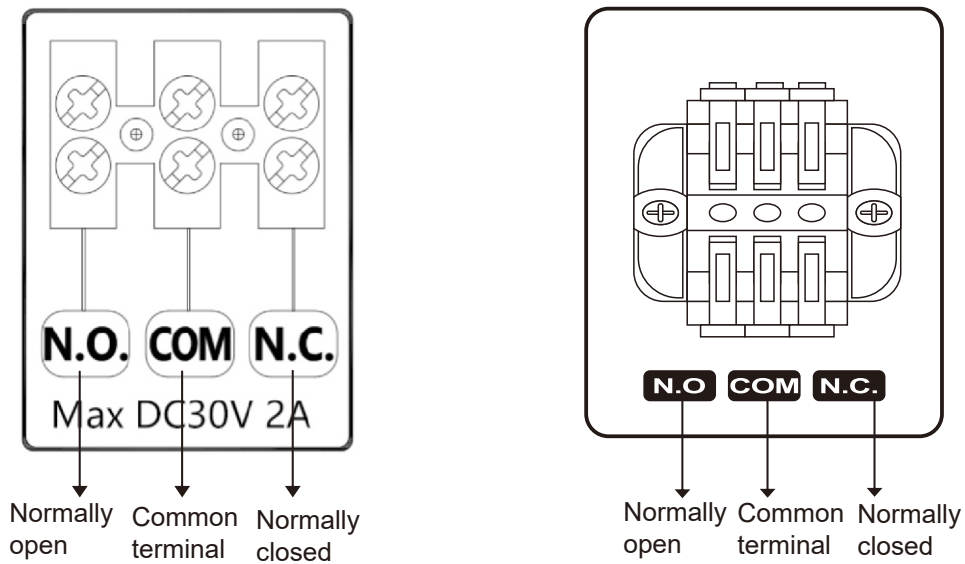 N.O. COM N.C.
Max DC30V 2A
Normally open
Common terminal
Normally closed
N.O COM N.C.
Normally open
Common terminal
Normally closed